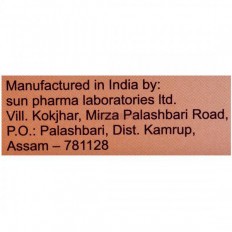 Manufactured in India by:
sun pharma laboratories ltd.
Vill. Kokjhar, Mirza Palashbari Road,
P.O.: Palashbari, Dist. Kamrup,
Assam – 781128